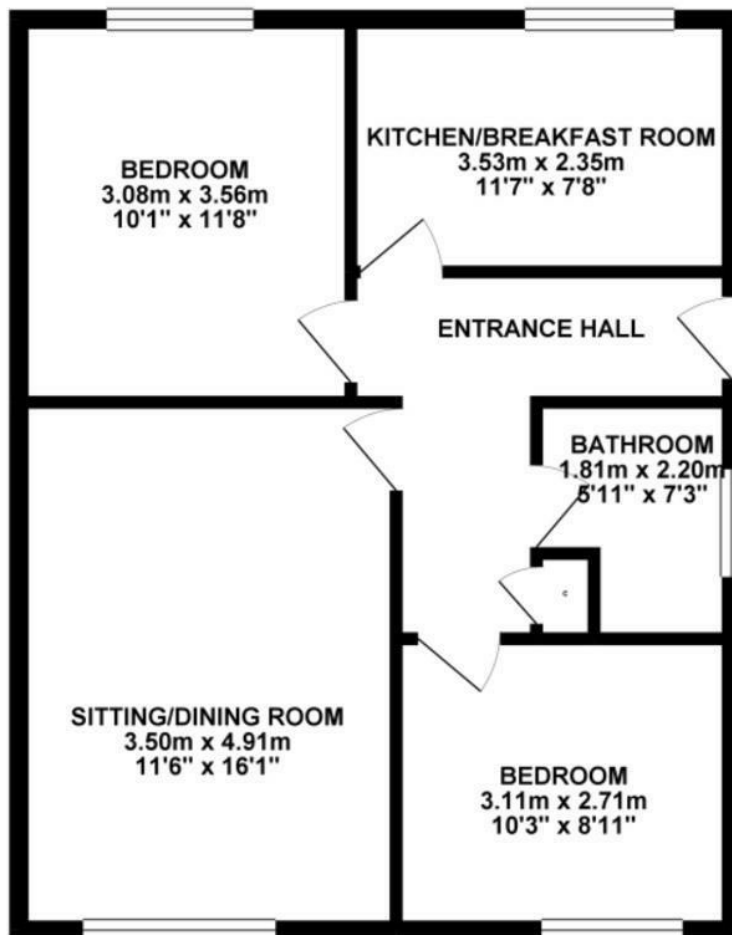 BEDROOM
3.08m x 3.56m
10'1" x 11'8"
KITCHEN/BREAKFAST ROOM
3.53m x 2.35m
11'7" x 7'8"
ENTRANCE HALL
BATHROOM
1.81m x 2.20m
5'11" x 7'3"
c
SITTING/DINING ROOM
3.50m x 4.91m
11'6" x 16'1"
BEDROOM
3.11m x 2.71m
10'3" x 8'11"